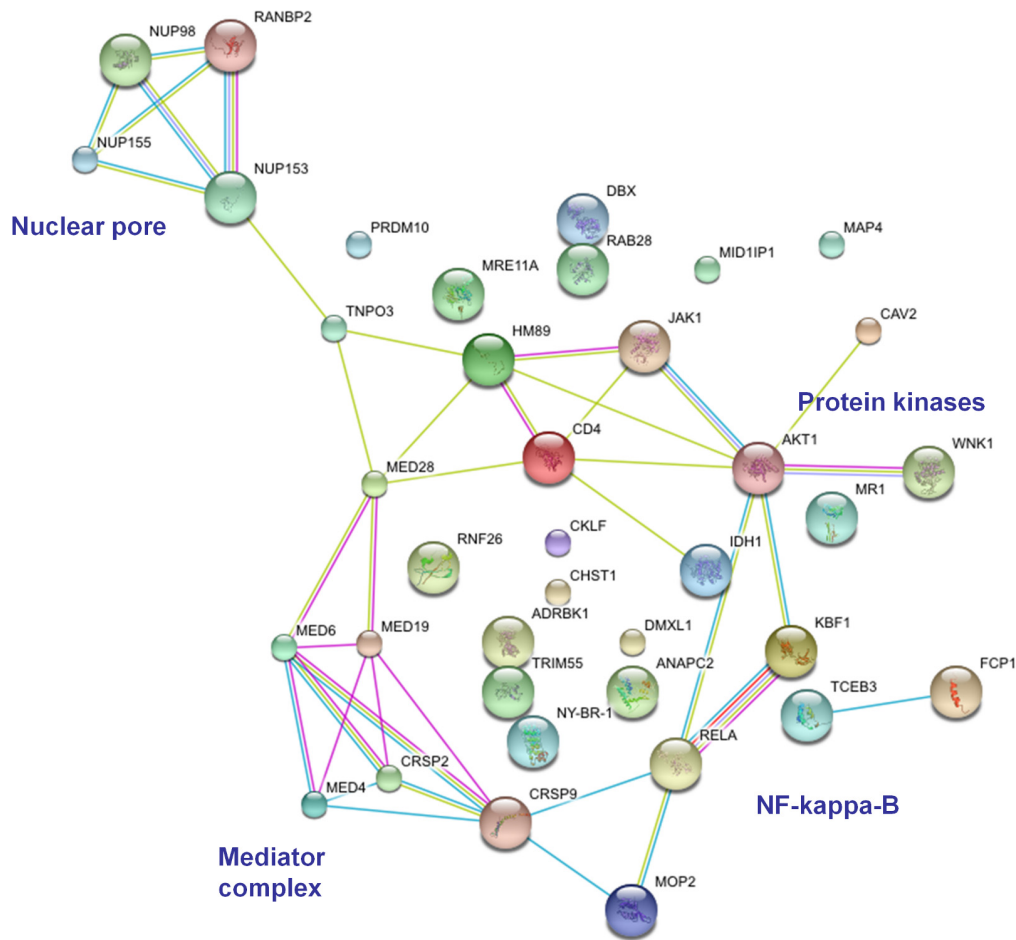 NUP98
RANBP2
NUP155
NUP153
Nuclear pore
DBX
PRDM10
RAB28
MAP4
MID1IP1
MRE11A
TNPO3
CAV2
HM89
JAK1
Protein kinases
CD4
AKT1
WNK1
MED28
MR1
CKLF
IDH1
RNF26
CHST1
ADRBK1
DMXL1
KBF1
MED6
MED19
TRIM55
ANAPC2
FCP1
TCEB3
NY-BR-1
RELA
CRSP2
MED4
CRSP9
NF-kappa-B
Mediator
complex
MOP2